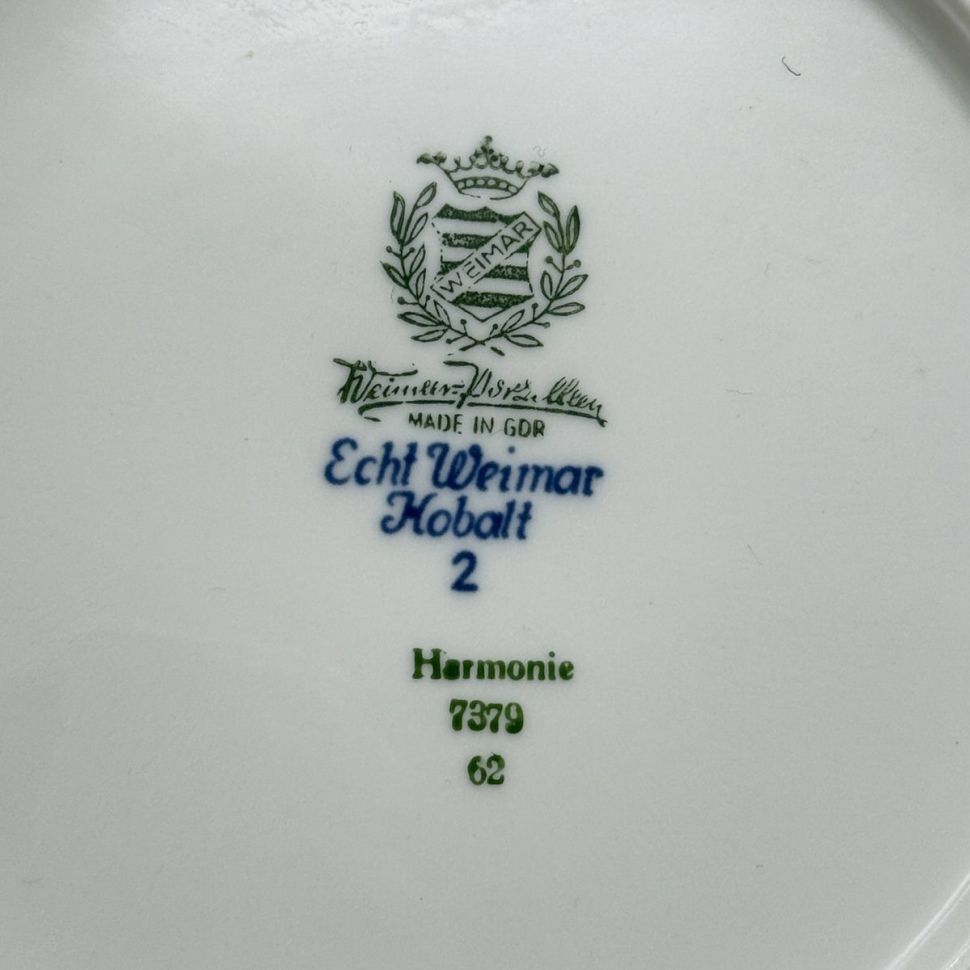 WEIMAR
Weimar-Porzellan
MADE IN GDR
Echt Weimar
Kobalt
2
Harmonie
7379
62